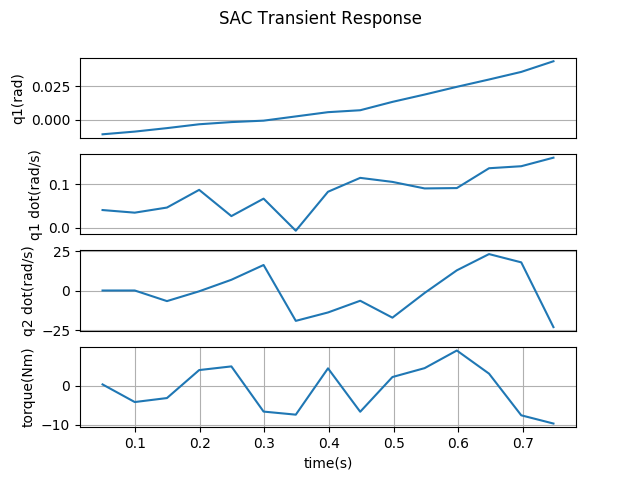 SAC Transient Response
q1(rad)
0.025
0.000
q1 dot(rad/s)
0.1
0.0
q2 dot(rad/s)
25
0
−25
torque(Nm)
0
−10
0.1 0.2 0.3 0.4 0.5 0.6 0.7
time(s)